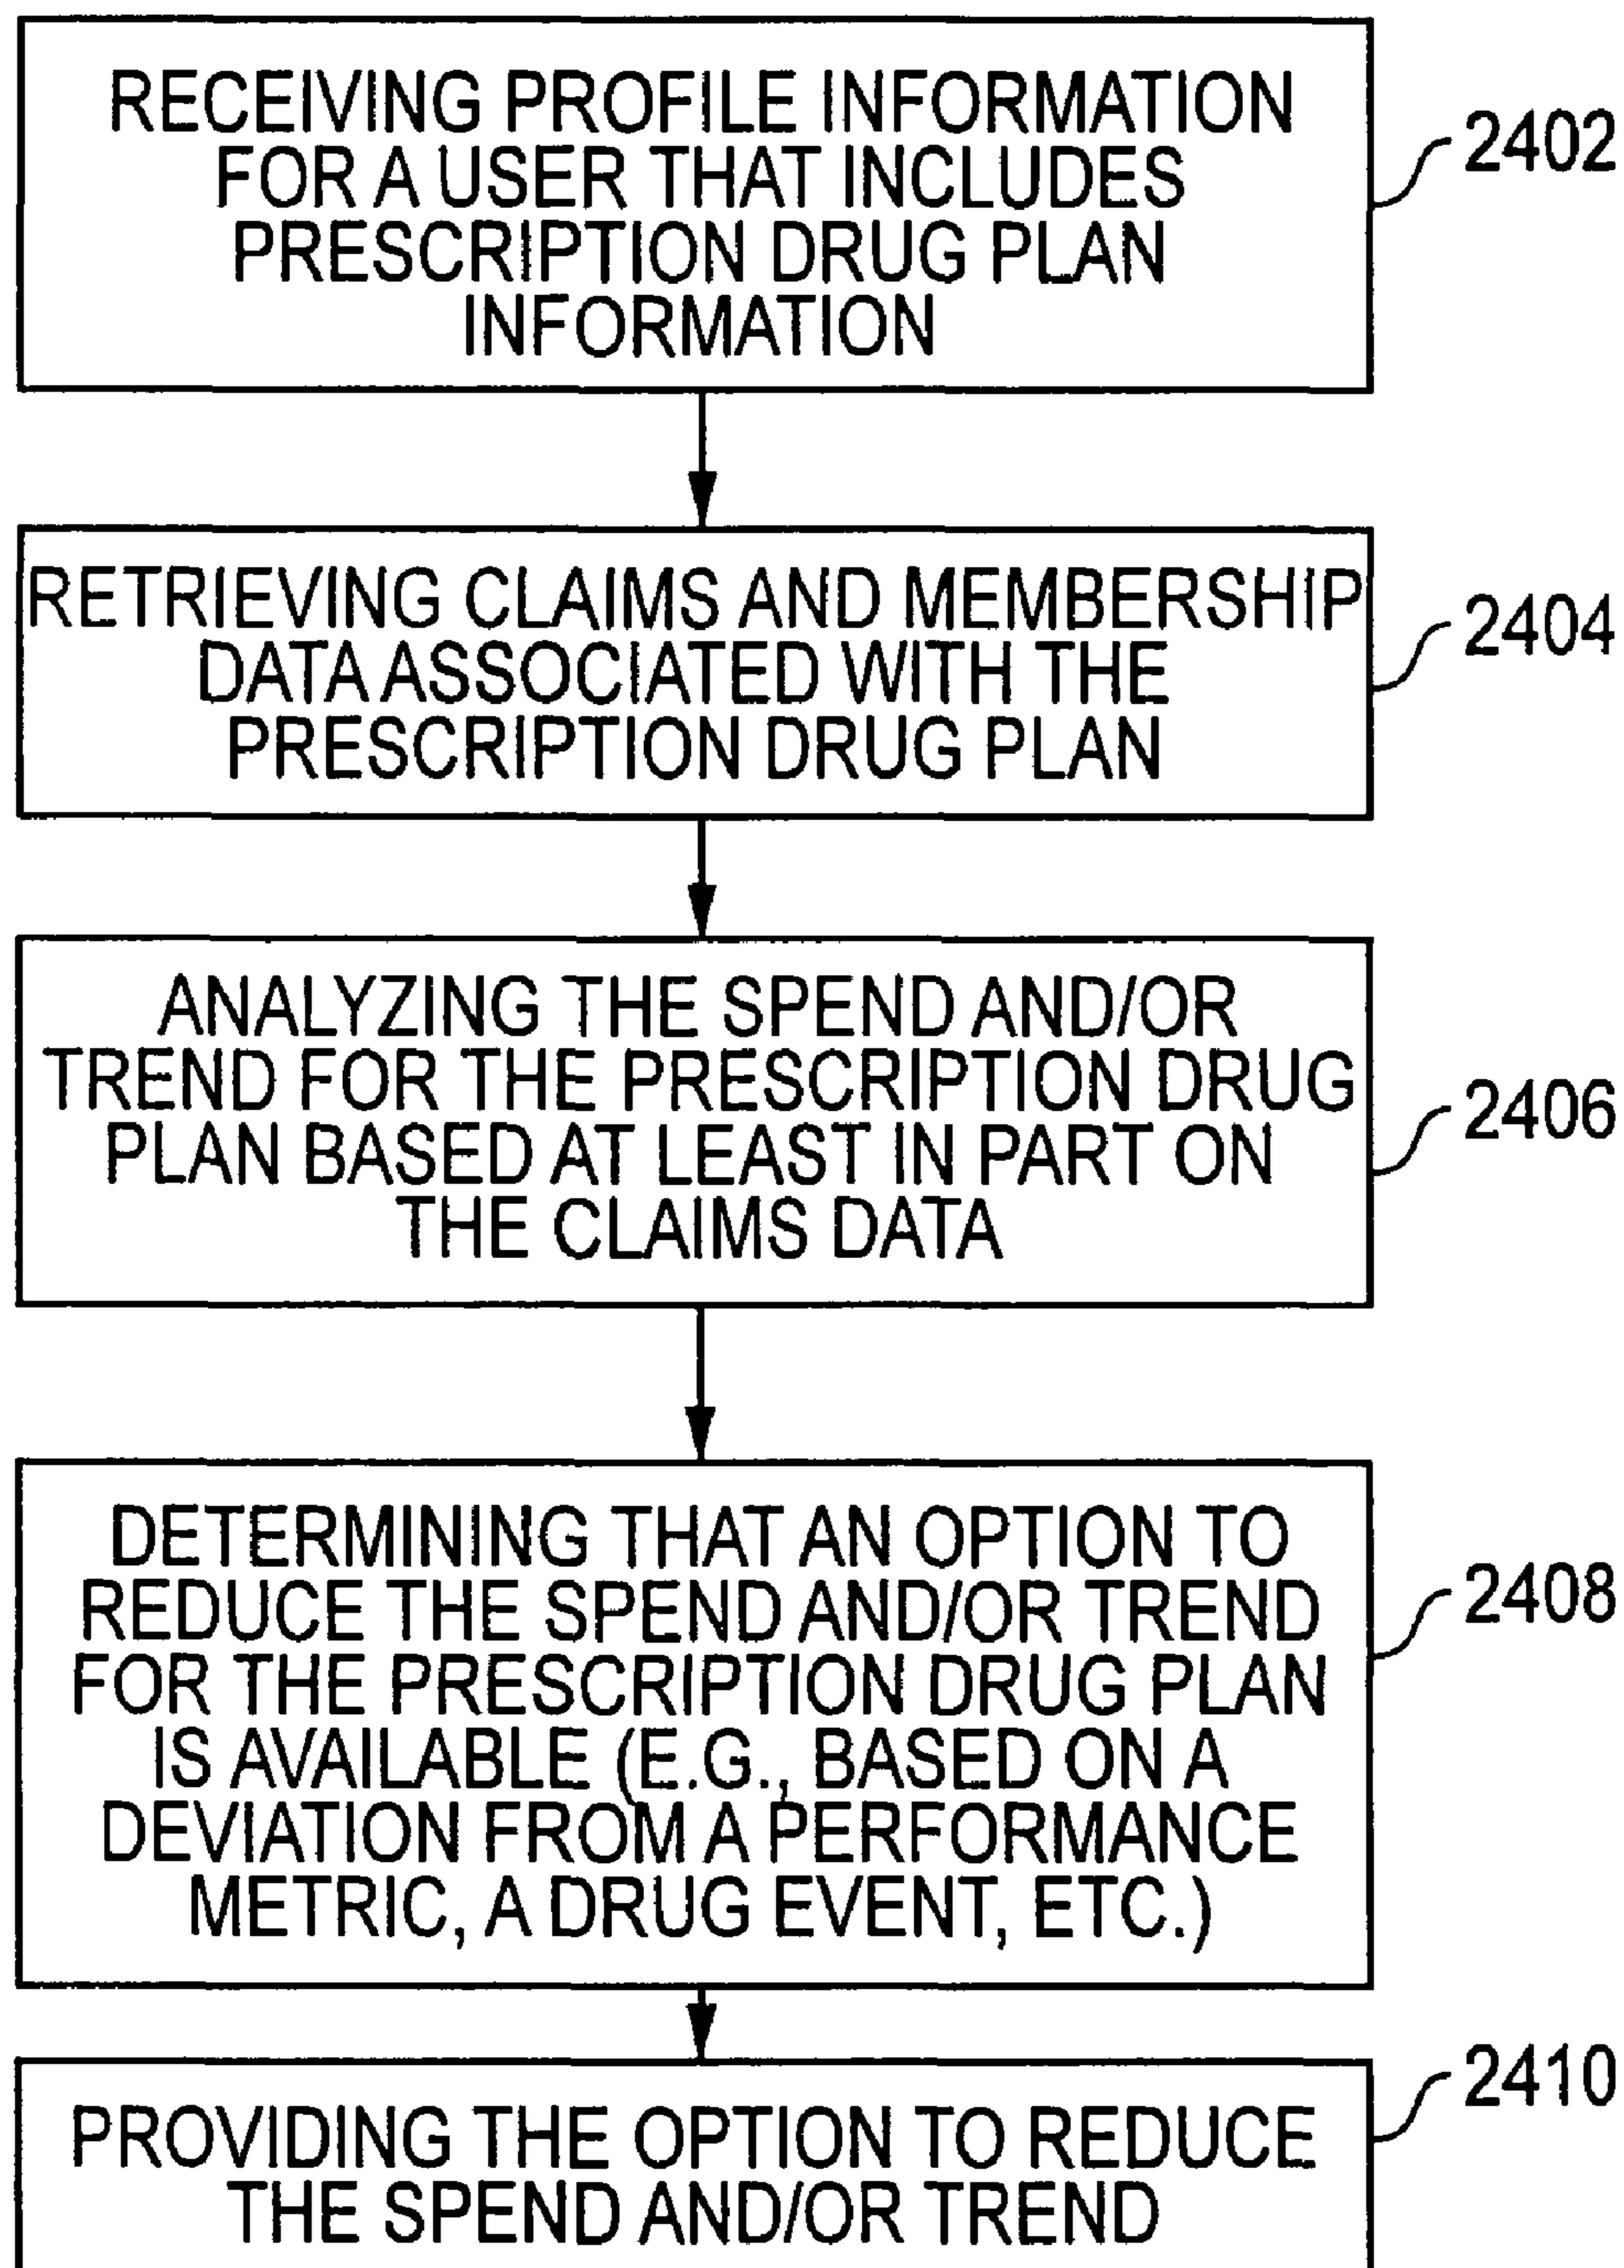 RECEIVING PROFILE INFORMATION
FOR A USER THAT INCLUDES
PRESCRIPTION DRUG PLAN
INFORMATION
2402
RETRIEVING CLAIMS AND MEMBERSHIP
DATA ASSOCIATED WITH THE
PRESCRIPTION DRUG PLAN
2404
ANALYZING THE SPEND AND/OR
TREND FOR THE PRESCRIPTION DRUG
PLAN BASED AT LEAST IN PART ON
THE CLAIMS DATA
2406
DETERMINING THAT AN OPTION TO
REDUCE THE SPEND AND/OR TREND
FOR THE PRESCRIPTION DRUG PLAN
IS AVAILABLE (E.G., BASED ON A
DEVIATION FROM A PERFORMANCE
METRIC, A DRUG EVENT, ETC.)
2408
PROVIDING THE OPTION TO REDUCE
THE SPEND AND/OR TREND
2410